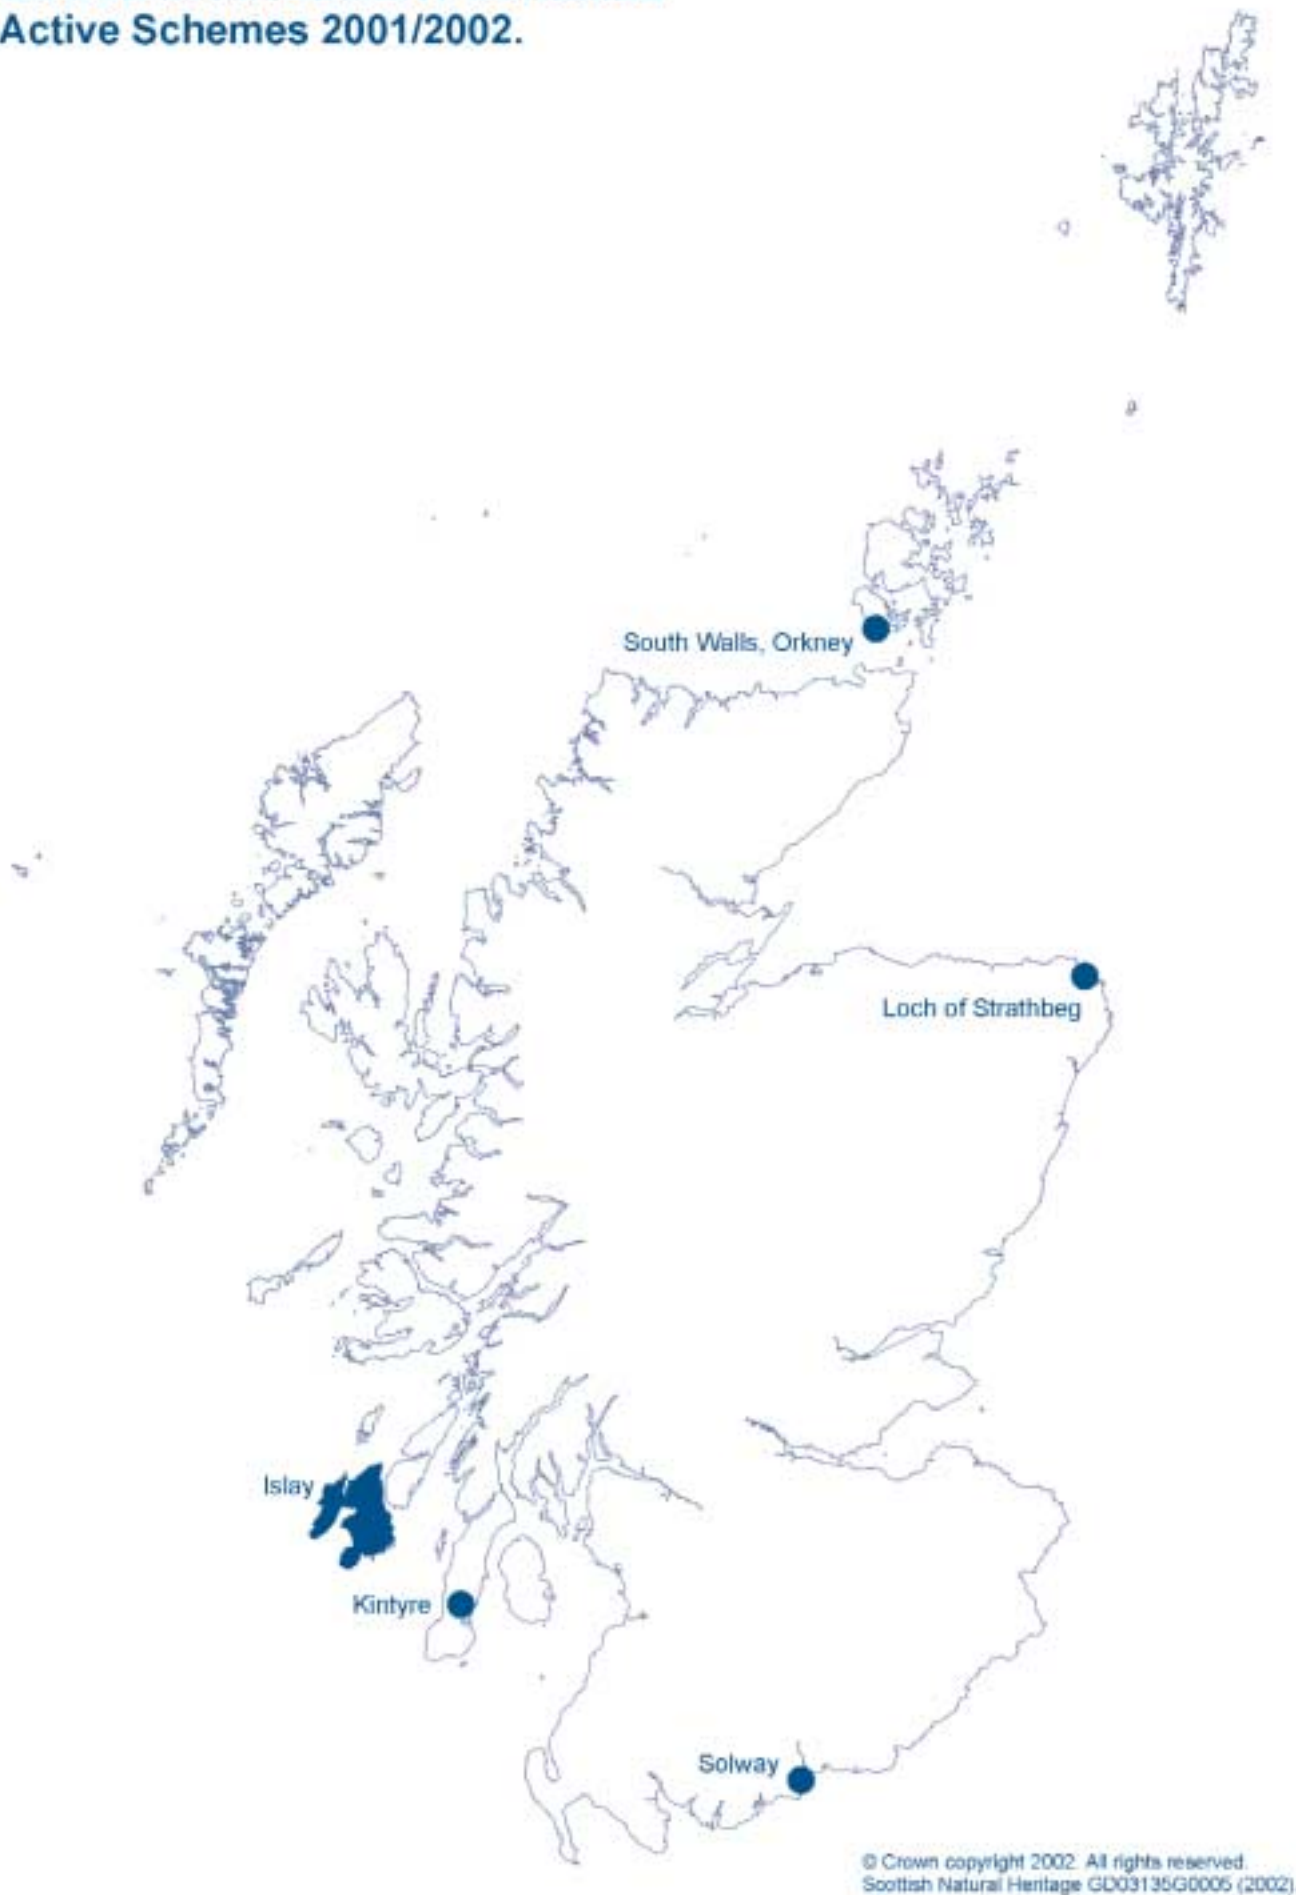 Active Schemes 2001/2002.
South Walls, Orkney
Loch of Strathbeg
Islay
Kintyre
Solway
© Crown copyright 2002. All rights reserved.
Scottish Natural Heritage GD03135G0005 (2002)